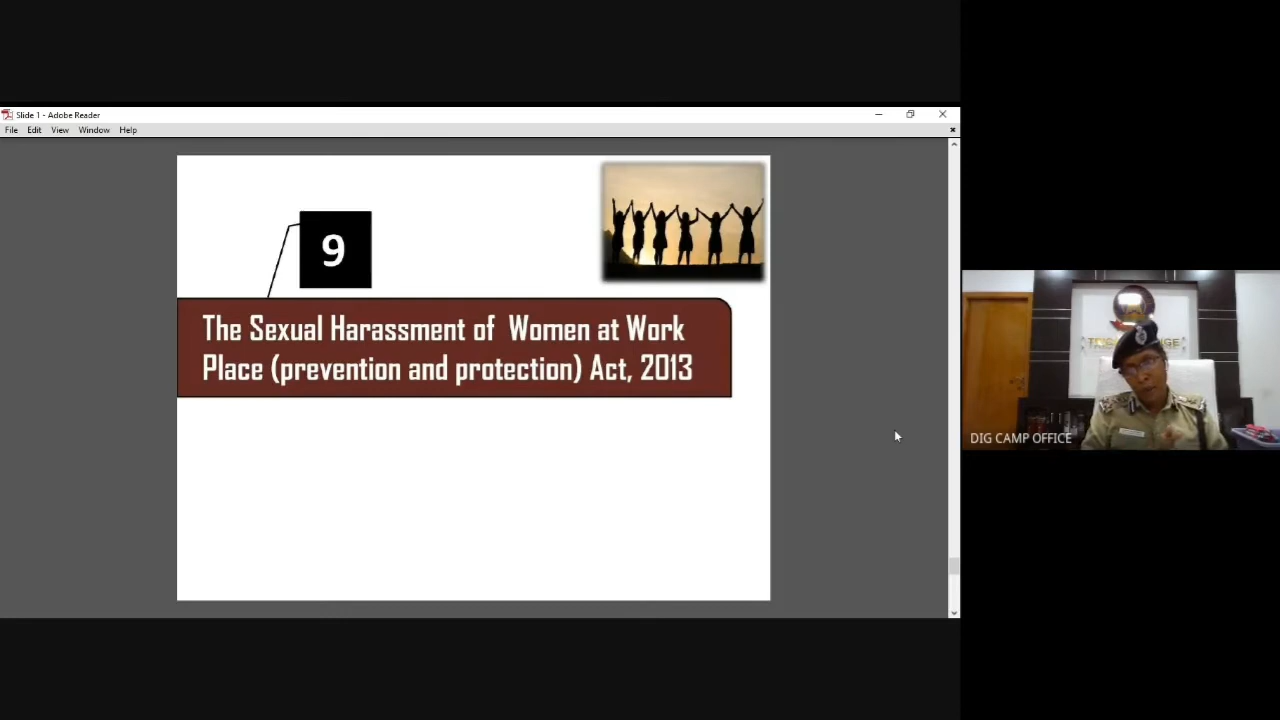 Slide 1 - Adobe Reader
File Edit View Window Help
9
The Sexual Harassment of Women at Work
Place (prevention and protection) Act, 2013
DIG CAMP OFFICE